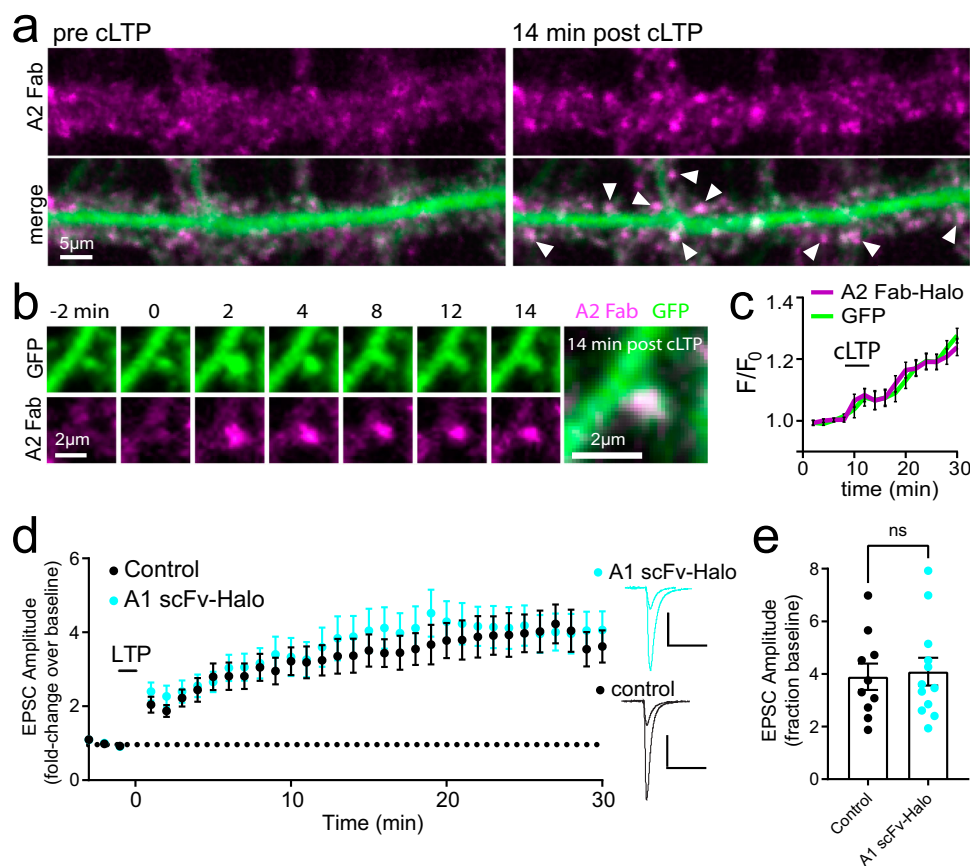 a
pre cLTP
14 min post cLTP
A2 Fab
merge
5µm
b
-2 min 0 2 4 8 12 14
A2 Fab GFP
GFP
A2 Fab
2µm
14 min post cLTP
2µm
c
A2 Fab-Halo
GFP
cLTP
F/F0
1.4
1.2
1.0
0 10 20 30
time (min)
d
Control
A1 scFv-Halo
LTP
EPSC Amplitude
(fold-change over baseline)
6
4
2
0
0 10 20 30
Time (min)
A1 scFv-Halo
control
e
ns
EPSC Amplitude
(fraction baseline)
8
6
4
2
0
Control
A1 scFv-Halo